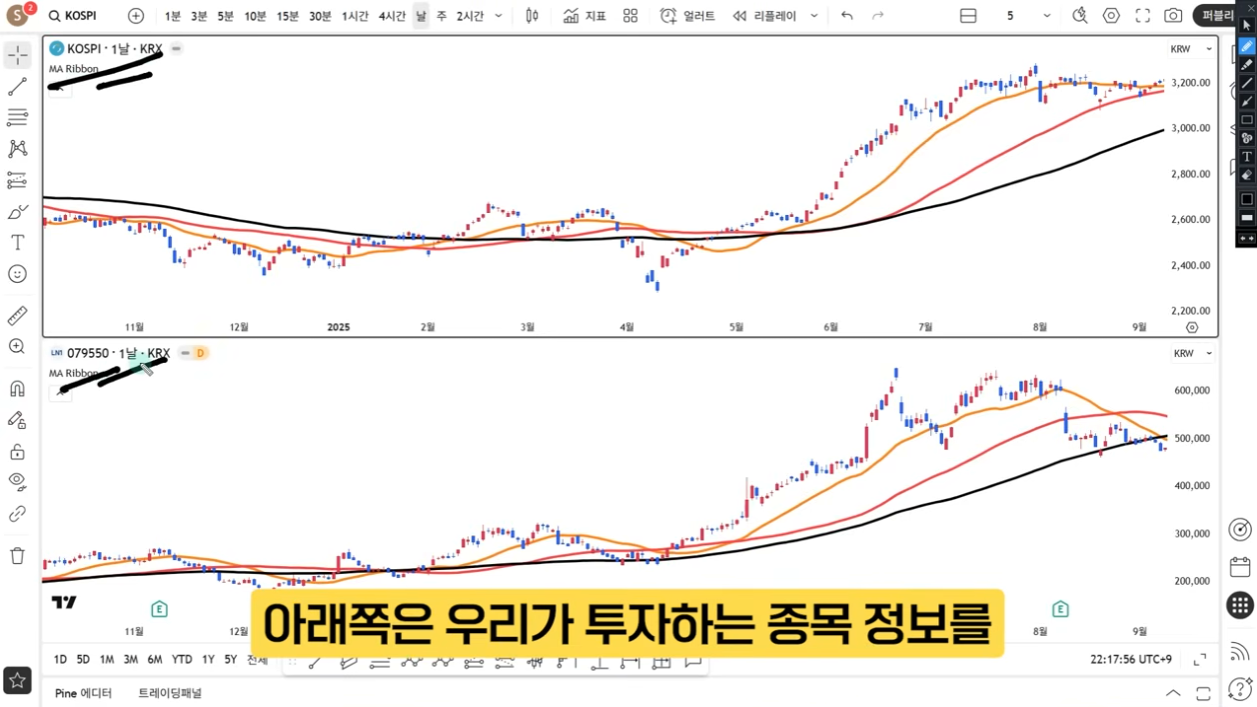 S 2 KOSPI 1분 3분 5분 10분 15분 30분 1시간 4시간 날 주 2시간 지표 얼러트 리플레이 5 퍼블리
KOSPI · 1날 · KRX KRW
MA Ribbon
3,200.00
3,000.00
2,800.00
2,600.00
2,400.00
2,200.00
11월 12월 2025 2월 3월 4월 5월 6월 7월 8월 9월
LN1 079550 · 1날 · KRX D KRW
MA Ribbon
600,000
500,000
400,000
300,000
200,000
E E
아래쪽은 우리가 투자하는 종목 정보를
11월 12월 8월 9월
1D 5D 1M 3M 6M YTD 1Y 5Y 전체 22:17:56 UTC+9
Pine 에디터 트레이딩패널